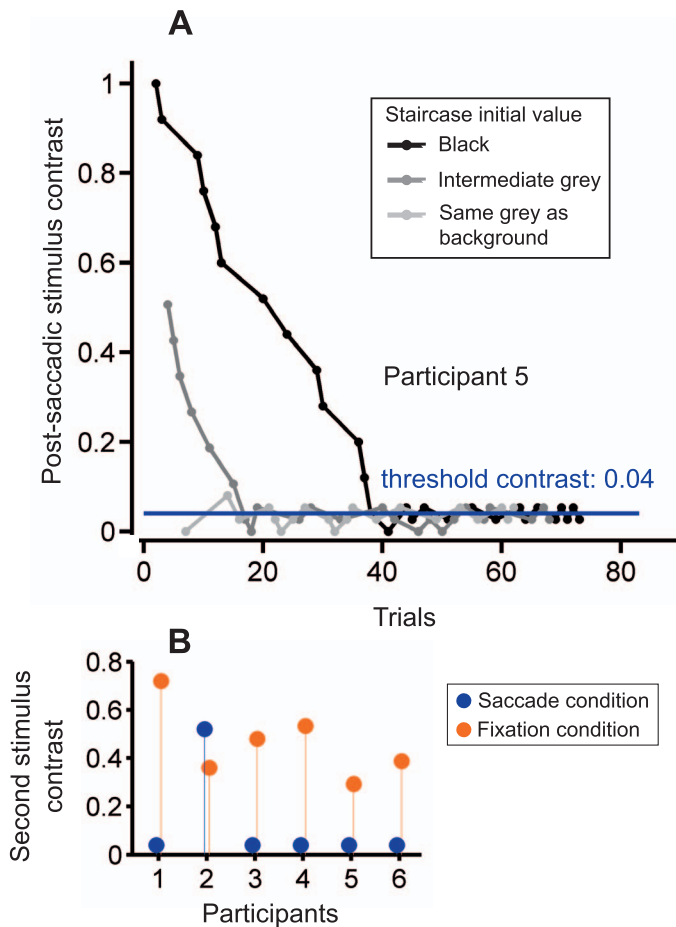 A
Post-saccadic stimulus contrast
1
0.8
0.6
0.4
0.2
0
Staircase initial value
Black
Intermediate grey
Same grey as
background
Participant 5
threshold contrast: 0.04
0 20 40 60 80
Trials
B
Second stimulus
contrast
0.8
0.6
0.4
0.2
0
Saccade condition
Fixation condition
1 2 3 4 5 6
Participants